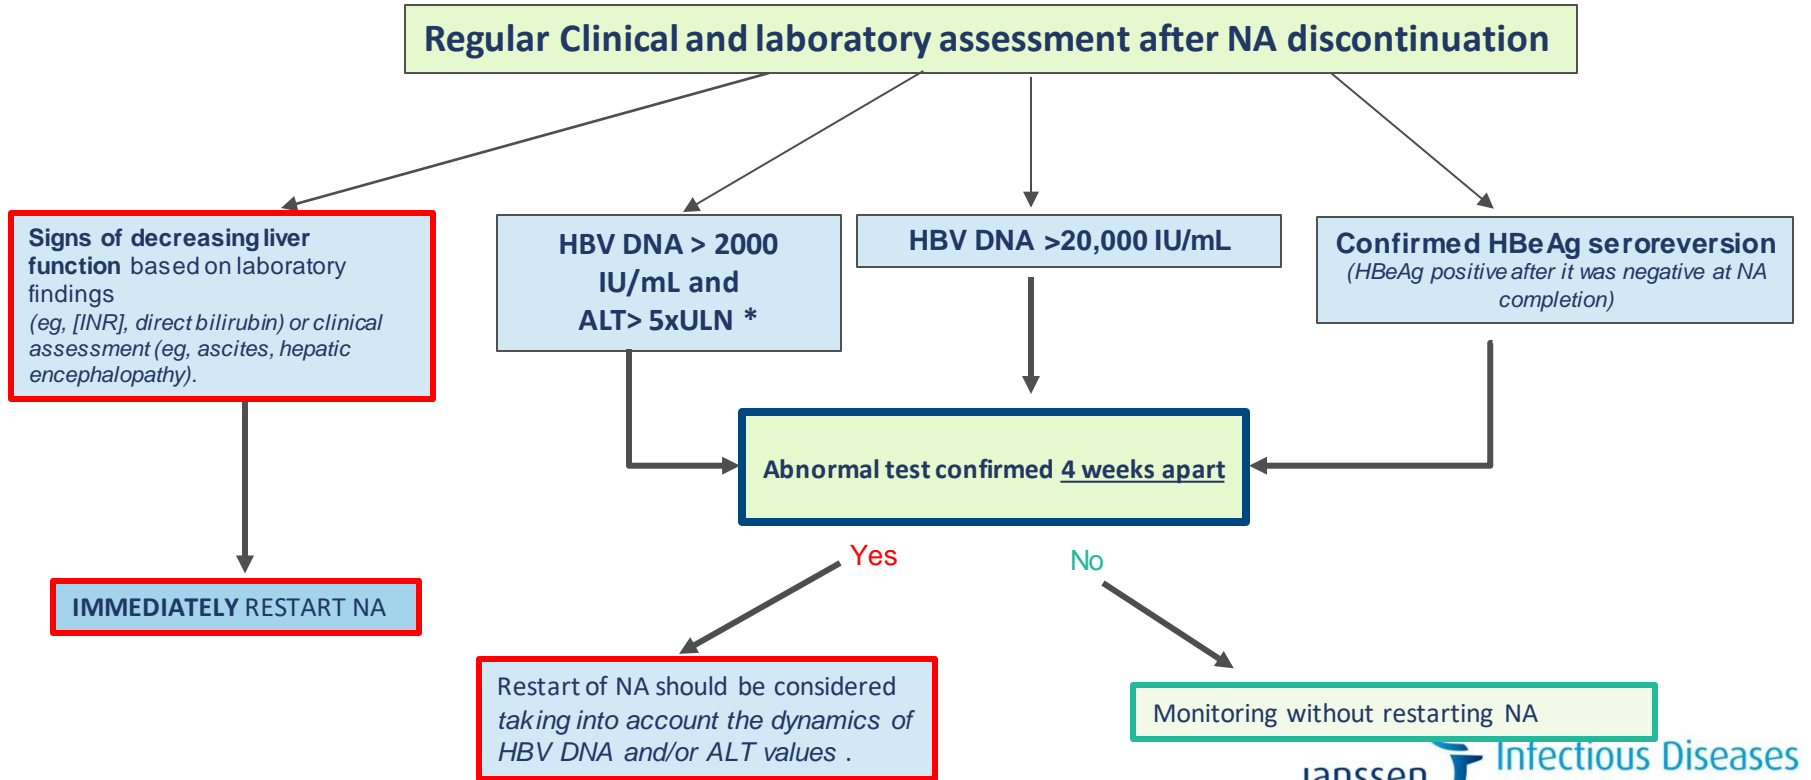 Regular Clinical and laboratory assessment after NA discontinuation
Signs of decreasing liver
function based on laboratory
findings
(eg, [INR], direct bilirubin) or clinical
assessment (eg, ascites, hepatic
encephalopathy).
HBV DNA > 2000
IU/mL and
ALT> 5xULN *
HBV DNA >20,000 IU/mL
Confirmed HBeAg seroreversion
(HBeAg positive after it was negative at NA
completion)
Abnormal test confirmed 4 weeks apart
Yes
No
IMMEDIATELY RESTART NA
Restart of NA should be considered
taking into account the dynamics of
HBV DNA and/or ALT values .
Monitoring without restarting NA
janssen Infectious Diseases